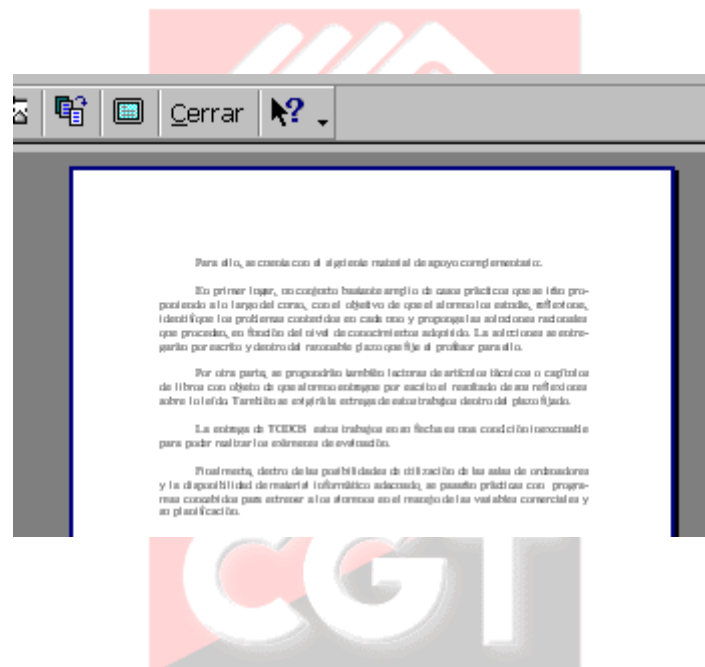 Cerrar
Para ello, se cuenta con el siguiente material de apoyo complementario:
En primer lugar, un conjunto bastante amplio de casos prácticos que se irán pro-
poniendo a lo largo del curso, con el objetivo de que el alumno los estudie, reflexione,
identifique los problemas contenidos en cada uno y proponga las soluciones racionales
que procedan, en función del nivel de conocimientos adquirido. La soluciones se entre-
garán por escrito y dentro del razonable plazo que fije el profesor para ello.
Por otra parte, se propondrán también lecturas de artículos técnicos o capítulos
de libros con objeto de que alumno entregue por escrito el resultado de sus reflexiones
sobre lo leído. También se exigirá la entrega de estos trabajos dentro del plazo fijado.
La entrega de TODOS estos trabajos en su fecha es una condición inexcusable
para poder realizar los exámenes de evaluación.
Finalmente, dentro de las posibilidades de utilización de las salas de ordenadores
y la disponibilidad de material informático adecuado, se pasarán prácticas con progra-
mas concebidos para entrenar a los alumnos en el manejo de las variables comerciales y
su planificación.
CGT